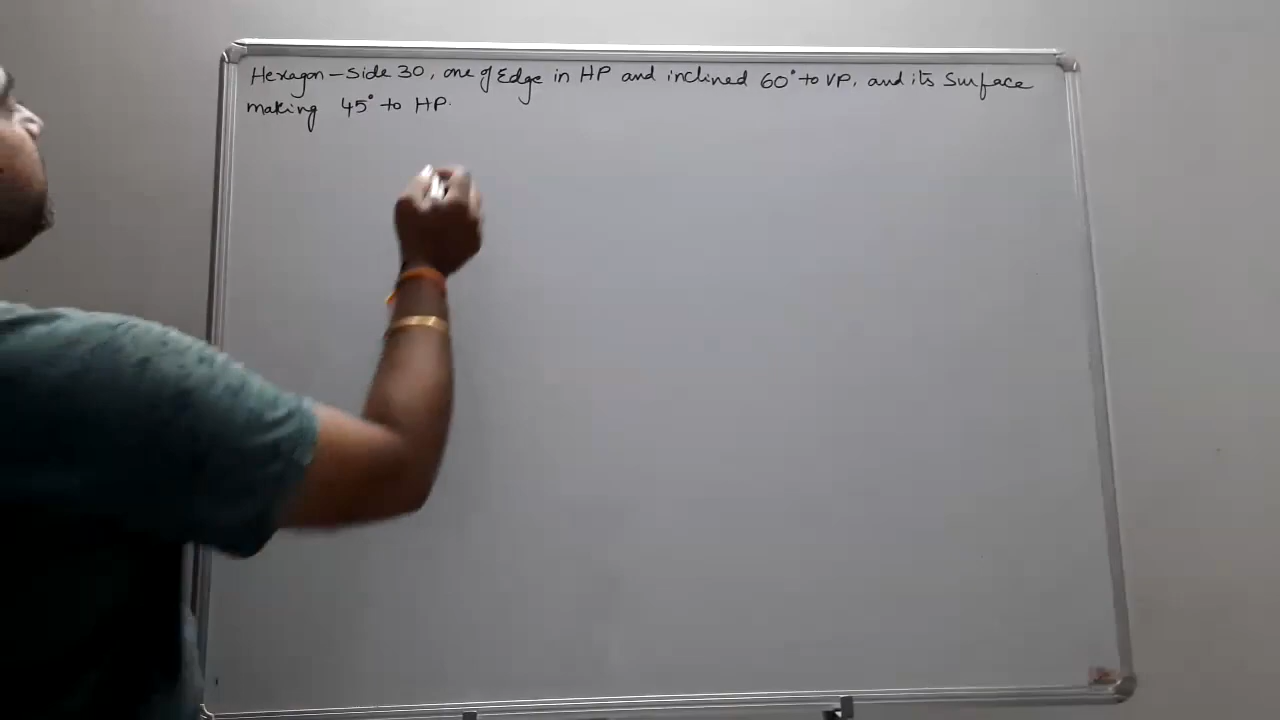 Hexagon – Side 30, one of Edge in HP and inclined 60° to VP, and its Surface
making 45° to HP.